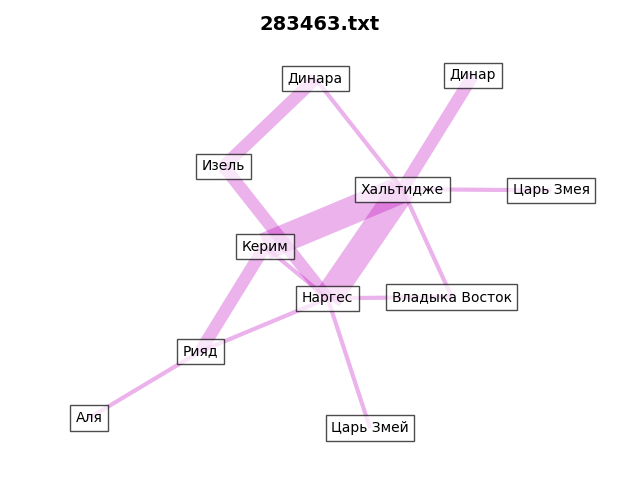 283463.txt
Динара
Динар
Изель
Хальтидже
Царь Змея
Керим
Наргес
Владыка Восток
Рияд
Аля
Царь Змей